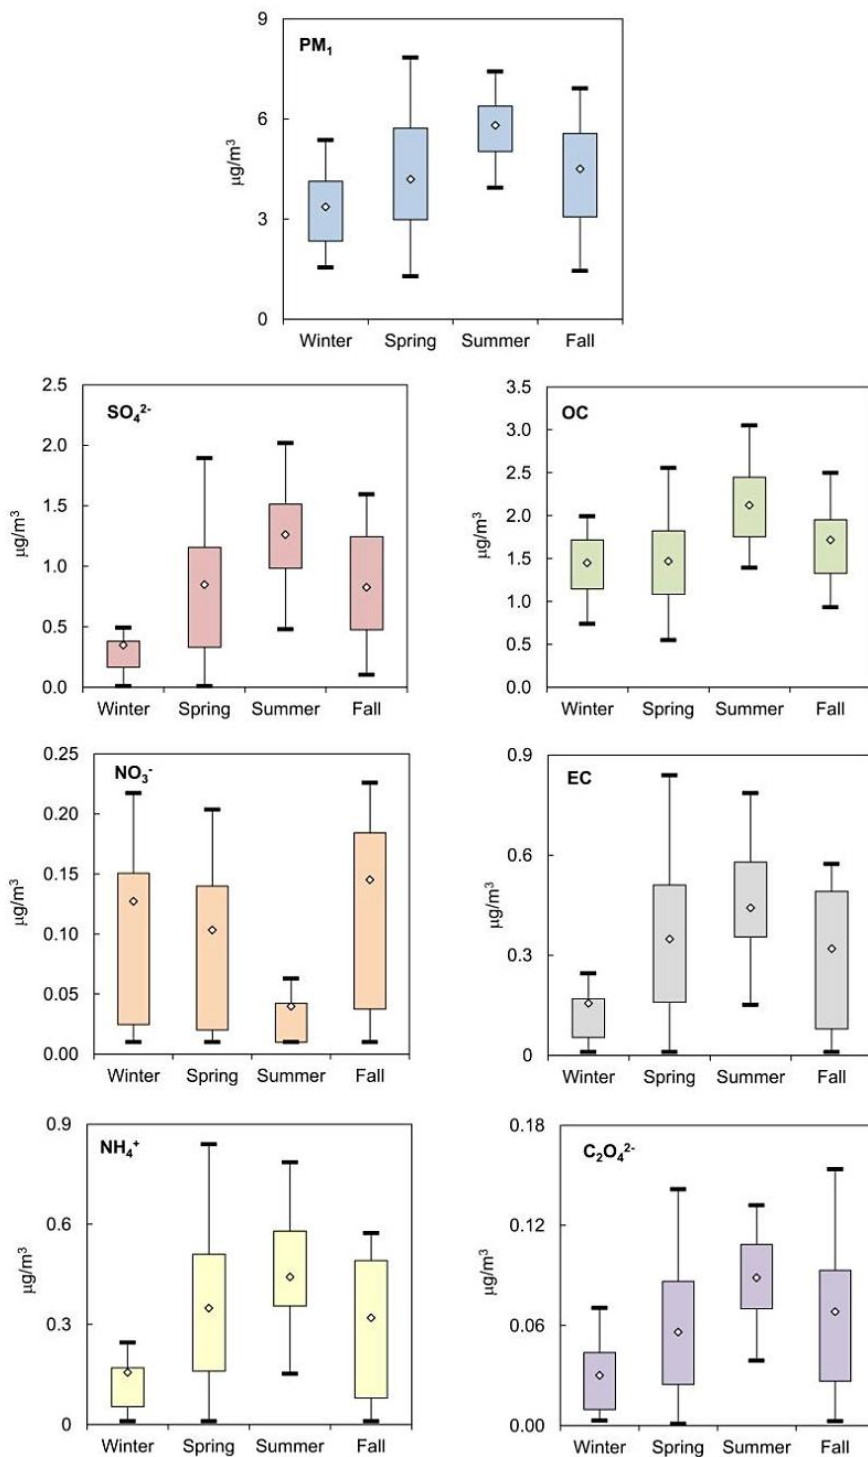 PM₁
9
6
3
0
μg/m³
Winter Spring Summer Fall
SO₄²⁻
2.5
2.0
1.5
1.0
0.5
0.0
μg/m³
Winter Spring Summer Fall
OC
3.5
3.0
2.5
2.0
1.5
1.0
0.5
0.0
μg/m³
Winter Spring Summer Fall
NO₃⁻
0.25
0.20
0.15
0.10
0.05
0.00
μg/m³
Winter Spring Summer Fall
EC
0.9
0.6
0.3
0
μg/m³
Winter Spring Summer Fall
NH₄⁺
0.9
0.6
0.3
0
μg/m³
Winter Spring Summer Fall
C₂O₄²⁻
0.18
0.12
0.06
0.00
μg/m³
Winter Spring Summer Fall